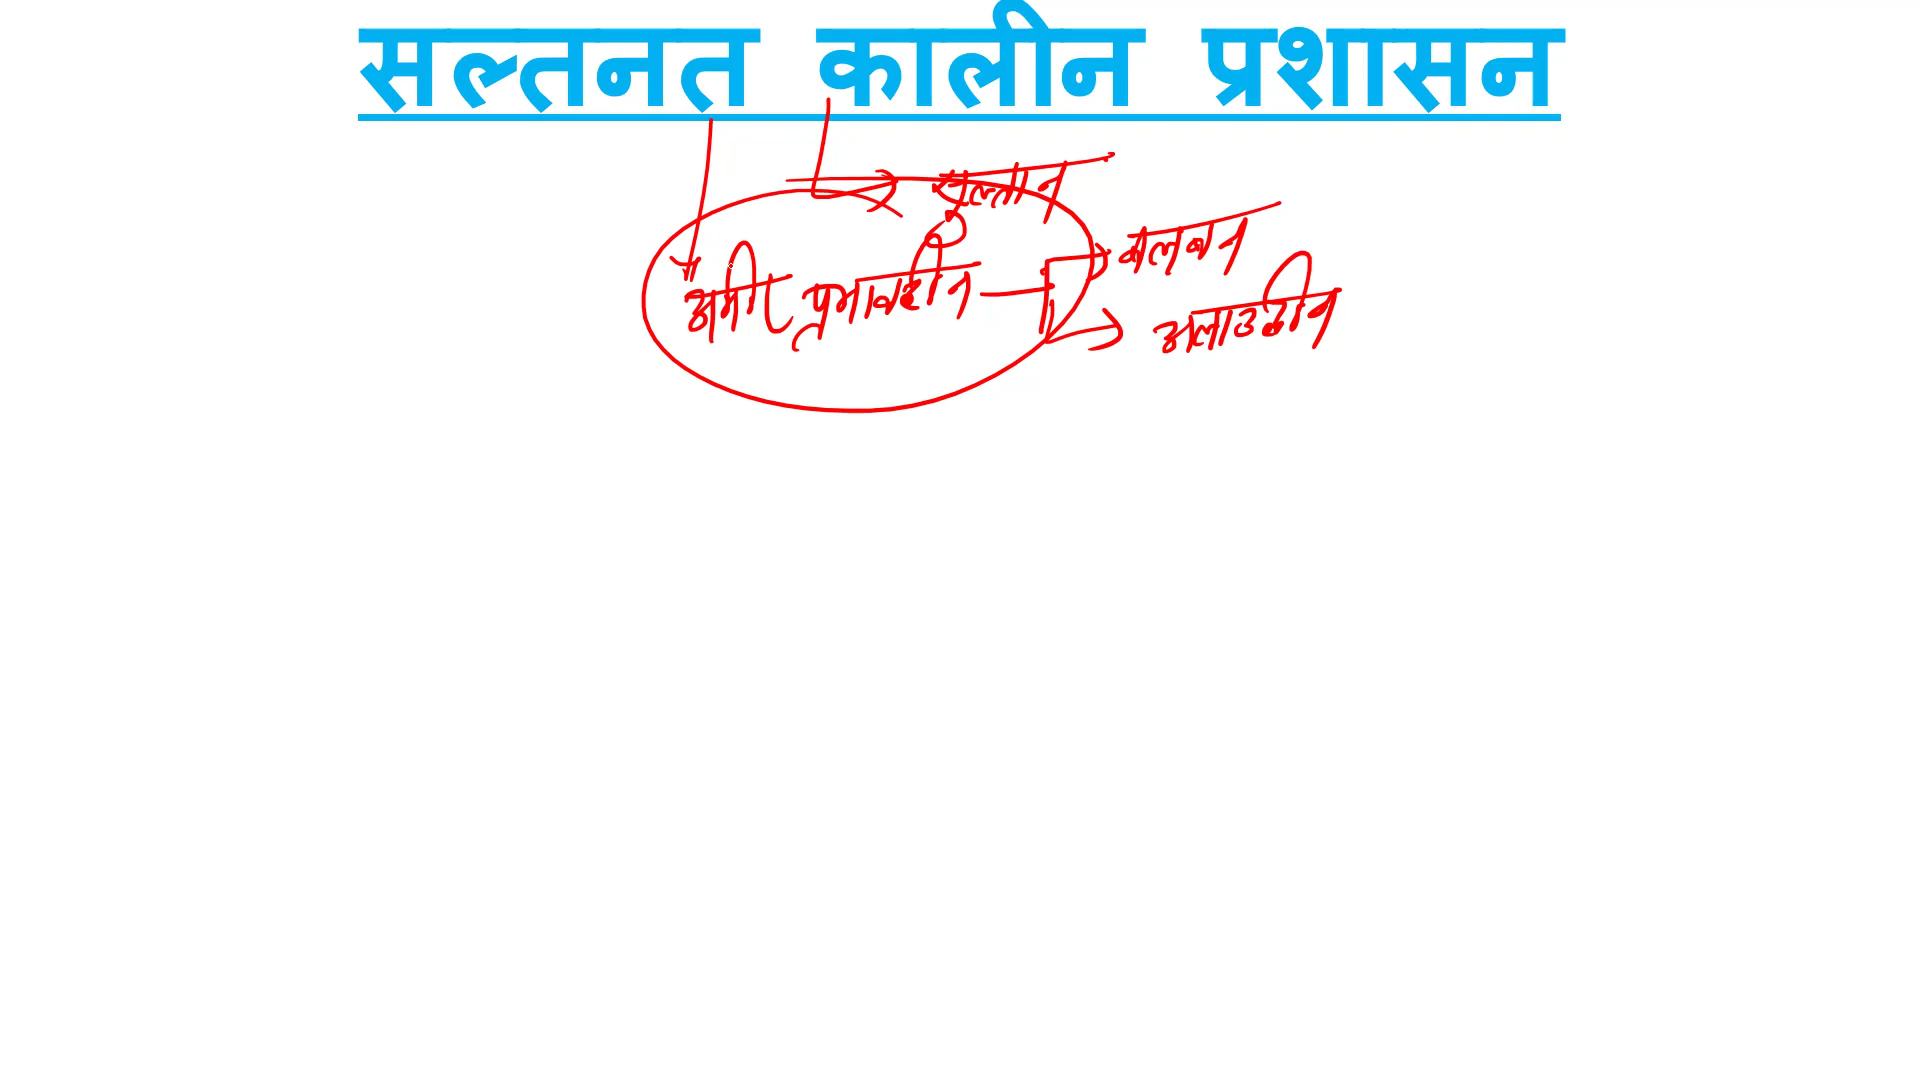 सल्तनत कालीन प्रशासन
सुल्तान
अमीर प्रभावहीन
बलबन
अलाउद्दीन